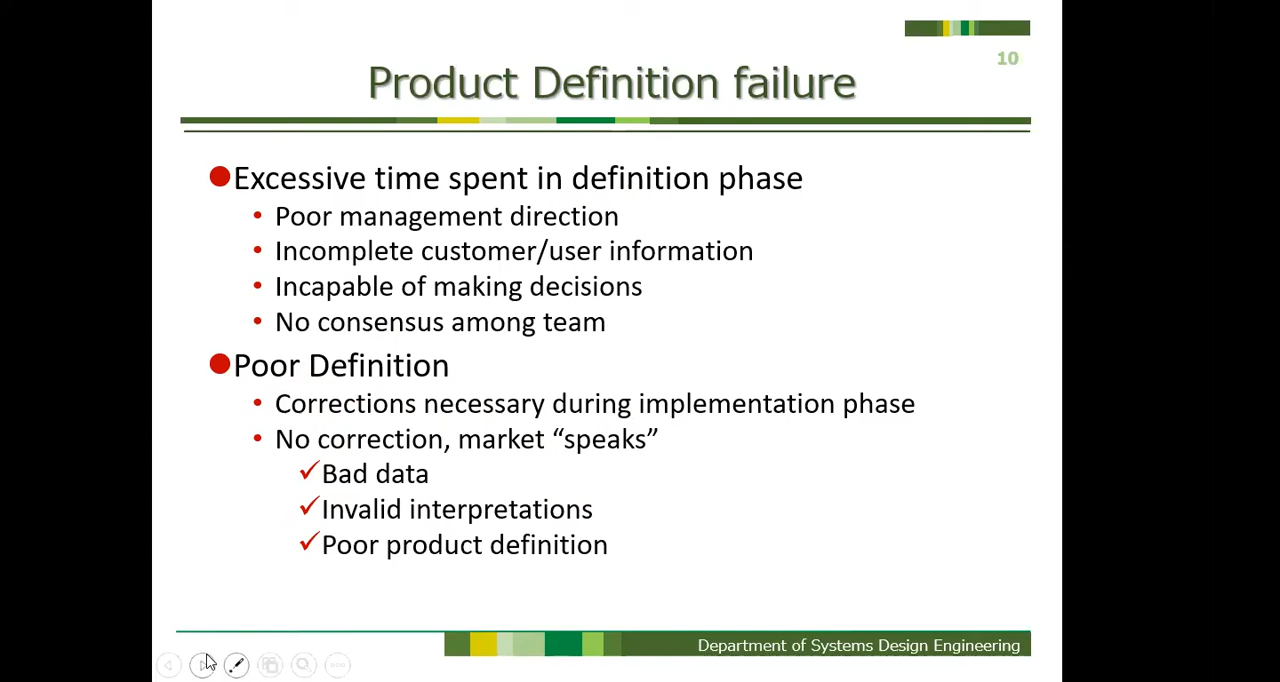 10
Product Definition failure
Excessive time spent in definition phase
Poor management direction
Incomplete customer/user information
Incapable of making decisions
No consensus among team
Poor Definition
Corrections necessary during implementation phase
No correction, market “speaks”
Bad data
Invalid interpretations
Poor product definition
Department of Systems Design Engineering